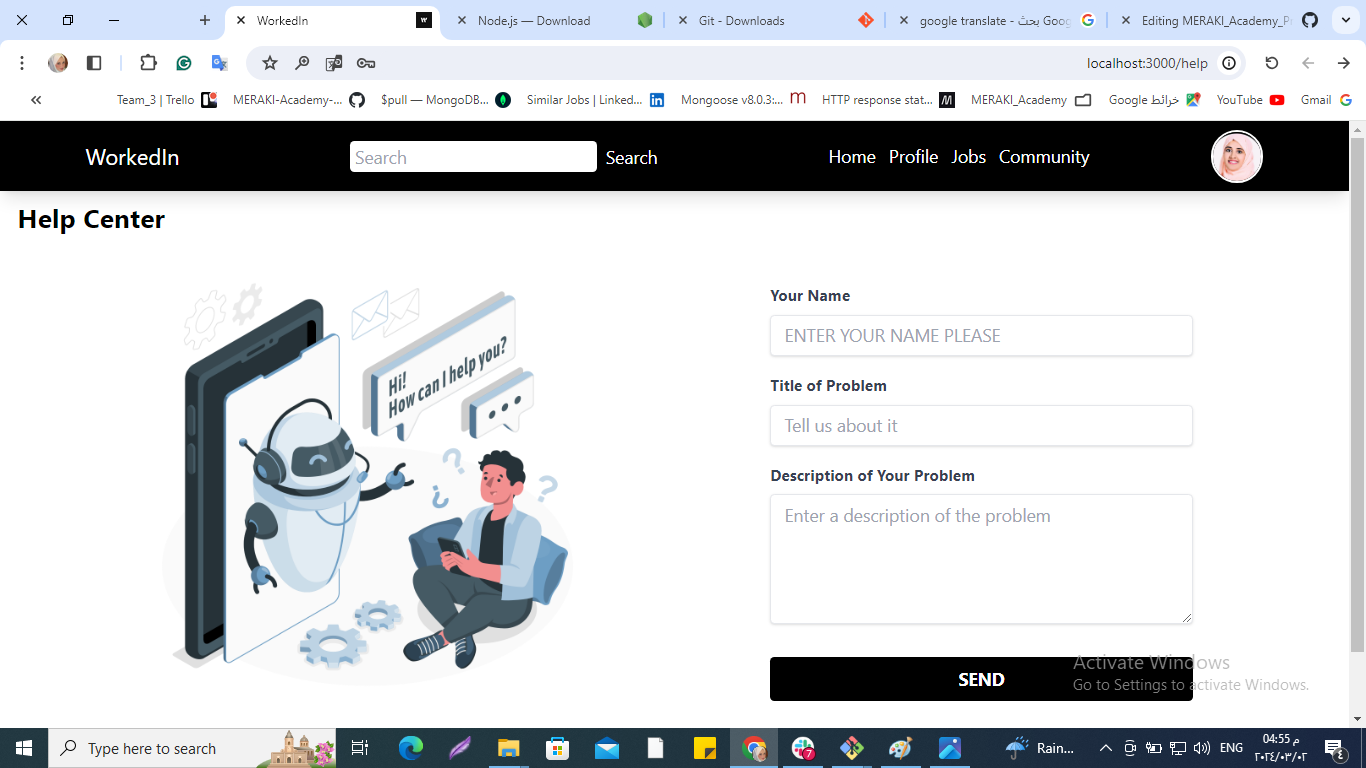 WorkedIn
Node.js — Download
Git - Downloads
google translate - بحث Goog
Editing MERAKI_Academy_P
localhost:3000/help
Team_3 | Trello
MERAKI-Academy-...
$pull — MongoDB...
Similar Jobs | Linked...
Mongoose v8.0.3:...
HTTP response stat...
MERAKI_Academy
خرائط Google
YouTube
Gmail
WorkedIn
Search
Search
Home Profile Jobs Community
Help Center
Hi!
How can I help you?
Your Name
ENTER YOUR NAME PLEASE
Title of Problem
Tell us about it
Description of Your Problem
Enter a description of the problem
SEND
Activate Windows
Go to Settings to activate Windows.
Type here to search
7
Rain...
ENG
04:55 م
٢٠٢٤/٠٣/٠٢
٤